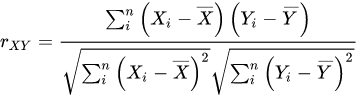 r_{XY} = \frac{\sum_i^n \left( X_i - \overline{X} \right) \left( Y_i - \overline{Y} \right)}{\sqrt{\sum_i^n \left( X_i - \overline{X} \right)^2} \sqrt{\sum_i^n \left( Y_i - \overline{Y} \right)^2}}